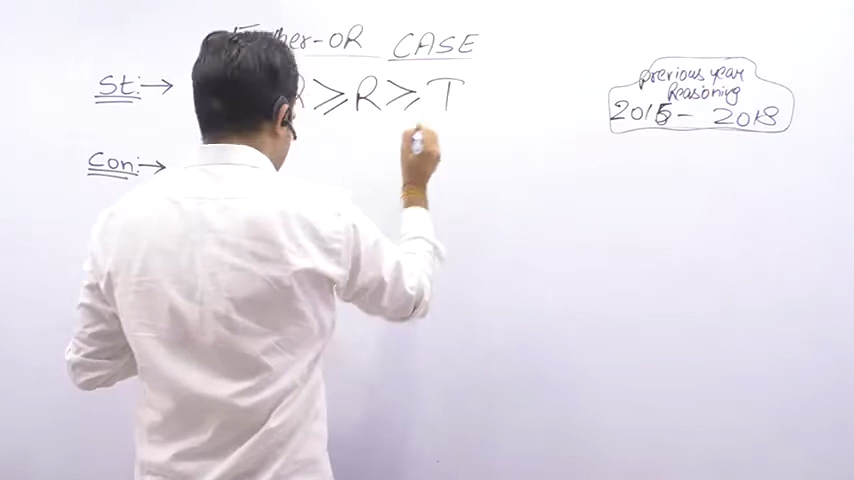 Either-OR CASE
St:→ ≥R≥T
Con:→
previous year
Reasoning
2015- 2018